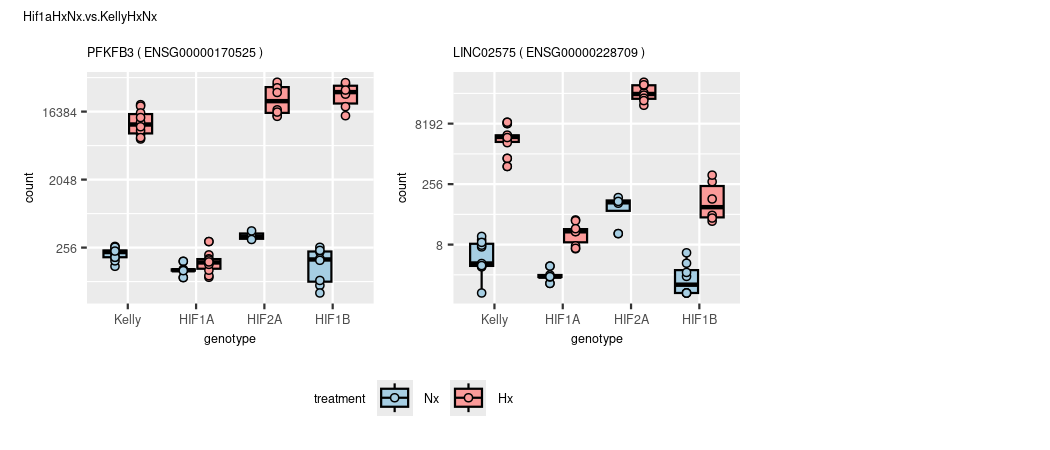 Hif1aHxNx.vs.KellyHxNx
PFKFB3 ( ENSG00000170525 )
16384
2048
256
count
Kelly HIF1A HIF2A HIF1B
genotype
LINC02575 ( ENSG00000228709 )
8192
256
8
count
Kelly HIF1A HIF2A HIF1B
genotype
treatment Nx Hx